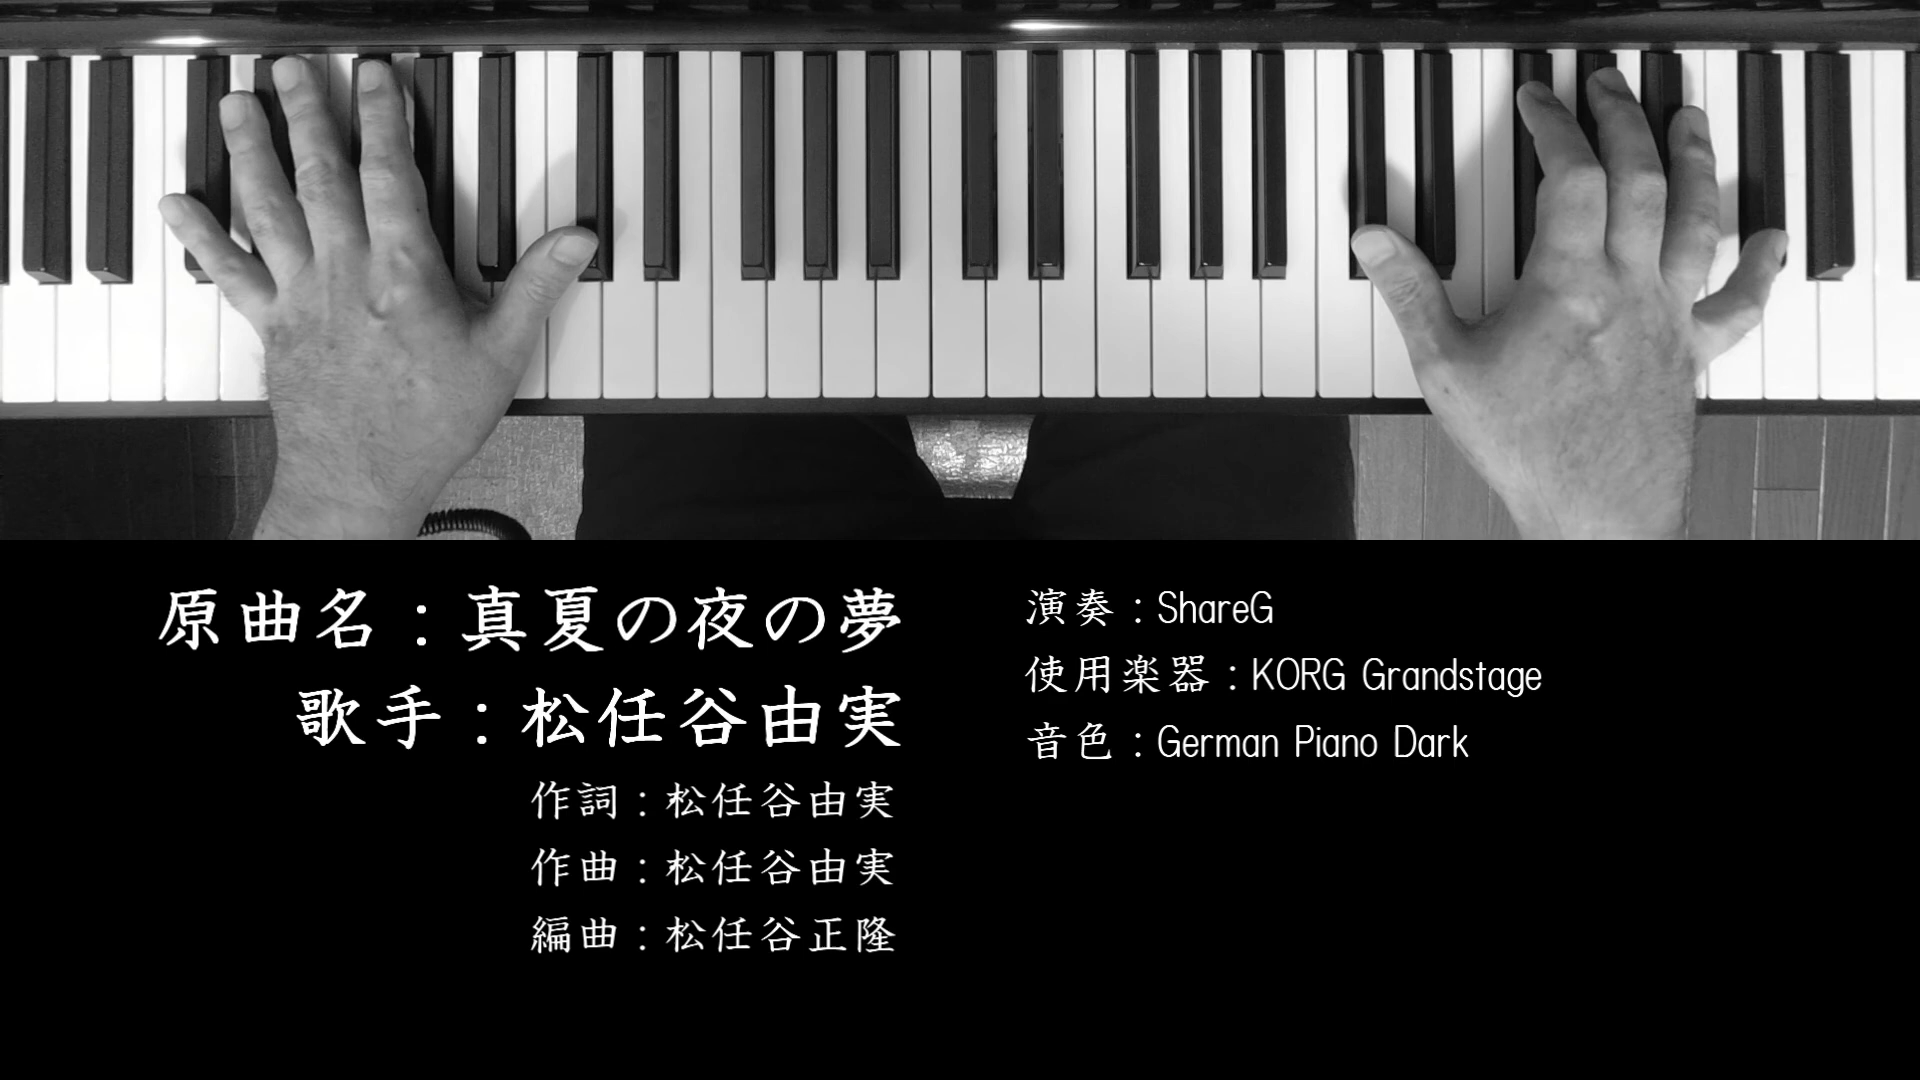 原曲名：真夏の夜の夢
歌手：松任谷由実
作詞：松任谷由実
作曲：松任谷由実
編曲：松任谷正隆
演奏：ShareG
使用楽器：KORG Grandstage
音色：German Piano Dark